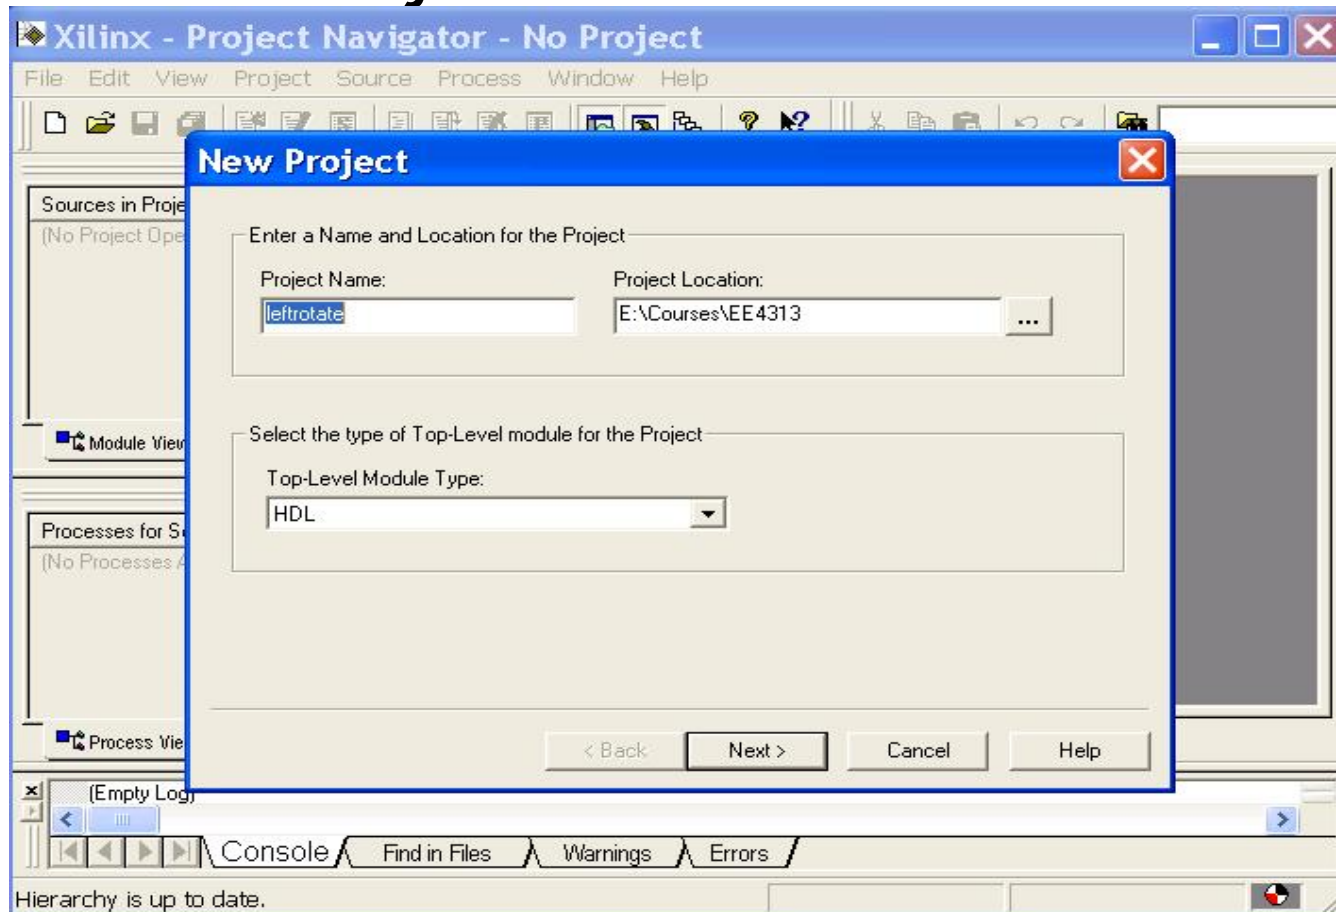 Xilinx - Project Navigator - No Project
File Edit View Project Source Process Window Help
New Project
Sources in Proje
(No Project Ope
Enter a Name and Location for the Project
Project Name:
Project Location:
leftrotate
E:\Courses\EE4313
...
Module View
Select the type of Top-Level module for the Project
Top-Level Module Type:
HDL
Processes for S
(No Processes A
Process Vie
< Back
Next >
Cancel
Help
(Empty Log)
Console
Find in Files
Warnings
Errors
Hierarchy is up to date.